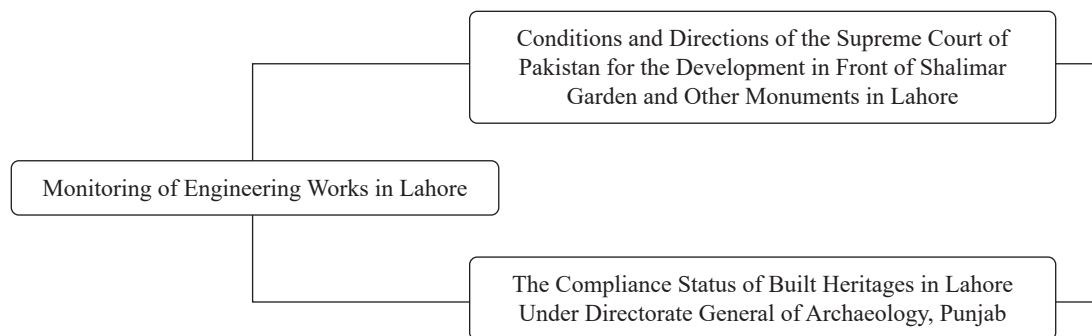 Conditions and Directions of the Supreme Court of
Pakistan for the Development in Front of Shalimar
Garden and Other Monuments in Lahore
Monitoring of Engineering Works in Lahore
The Compliance Status of Built Heritages in Lahore
Under Directorate General of Archaeology, Punjab